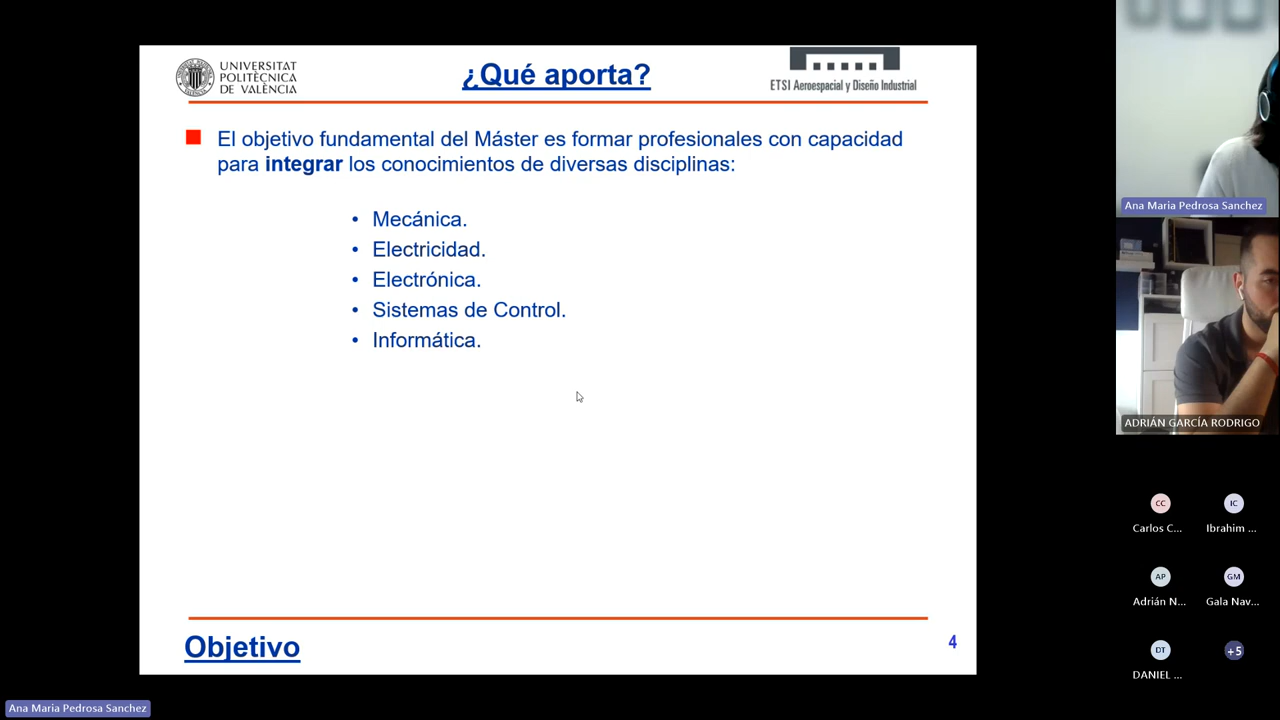 UNIVERSITAT
POLITÈCNICA
DE VALÈNCIA
¿Qué aporta?
ETSI Aeroespacial y Diseño Industrial
El objetivo fundamental del Máster es formar profesionales con capacidad
para integrar los conocimientos de diversas disciplinas:
• Mecánica.
• Electricidad.
• Electrónica.
• Sistemas de Control.
• Informática.
Objetivo
4
Ana Maria Pedrosa Sanchez
Ana Maria Pedrosa Sanchez
ADRIÁN GARCÍA RODRIGO
CC
IC
Carlos C...
Ibrahim ...
AP
GM
Adrián N...
Gala Nav...
DT
+5
DANIEL ...